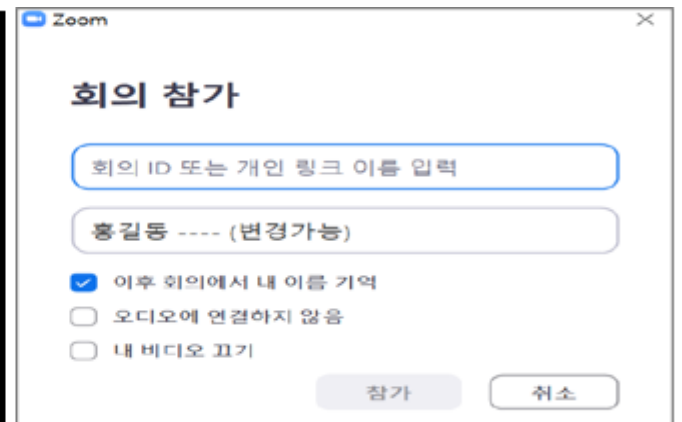 Zoom
회의 참가
회의 ID 또는 개인 링크 이름 입력
홍길동 ---- (변경가능)
이후 회의에서 내 이름 기억
오디오에 연결하지 않음
내 비디오 끄기
참가 취소